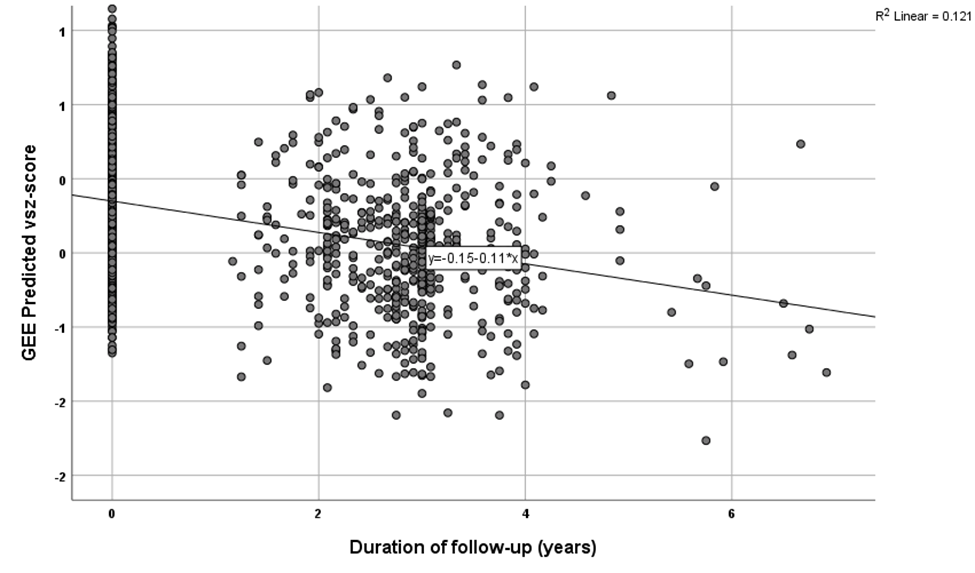 R2 Linear = 0.121
GEE Predicted vsz-score
1
1
0
0
-1
-2
-2
y=-0.15-0.11*x
0 2 4 6
Duration of follow-up (years)